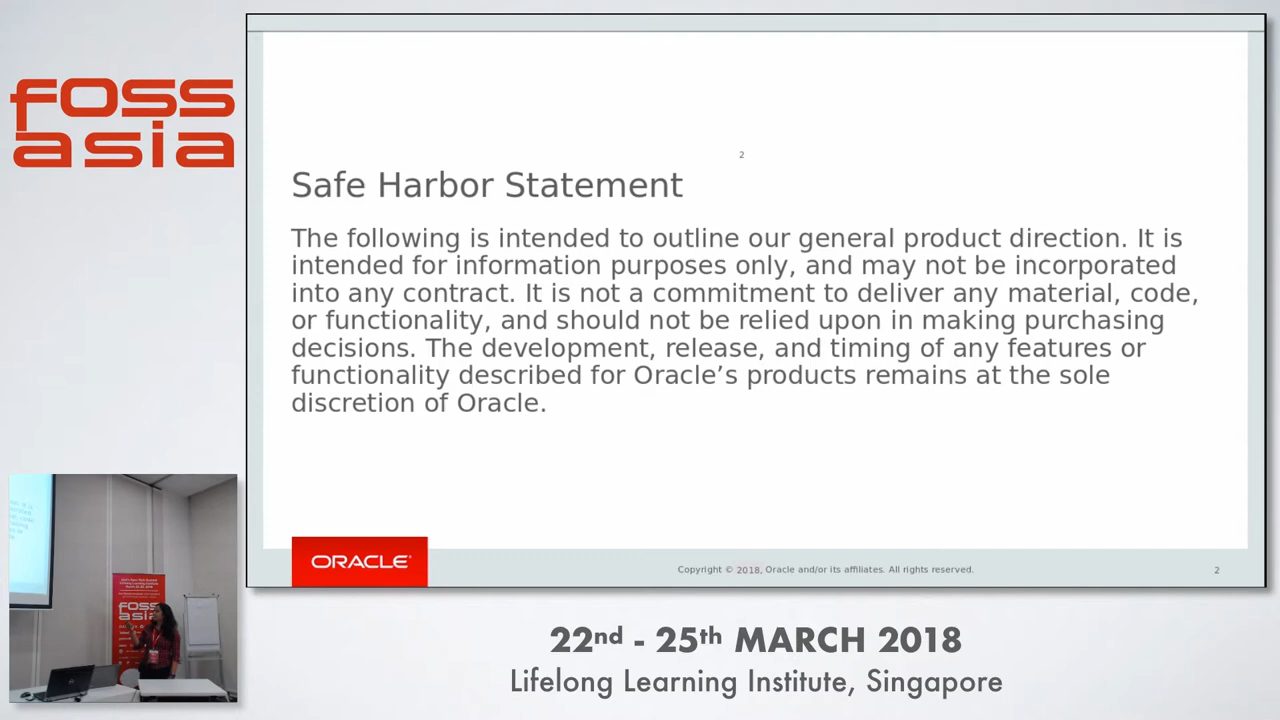 foss
asia
2
Safe Harbor Statement
The following is intended to outline our general product direction. It is
intended for information purposes only, and may not be incorporated
into any contract. It is not a commitment to deliver any material, code,
or functionality, and should not be relied upon in making purchasing
decisions. The development, release, and timing of any features or
functionality described for Oracle’s products remains at the sole
discretion of Oracle.
ORACLE®
Copyright © 2018, Oracle and/or its affiliates. All rights reserved.
2
foss
asia
22nd - 25th MARCH 2018
Lifelong Learning Institute, Singapore